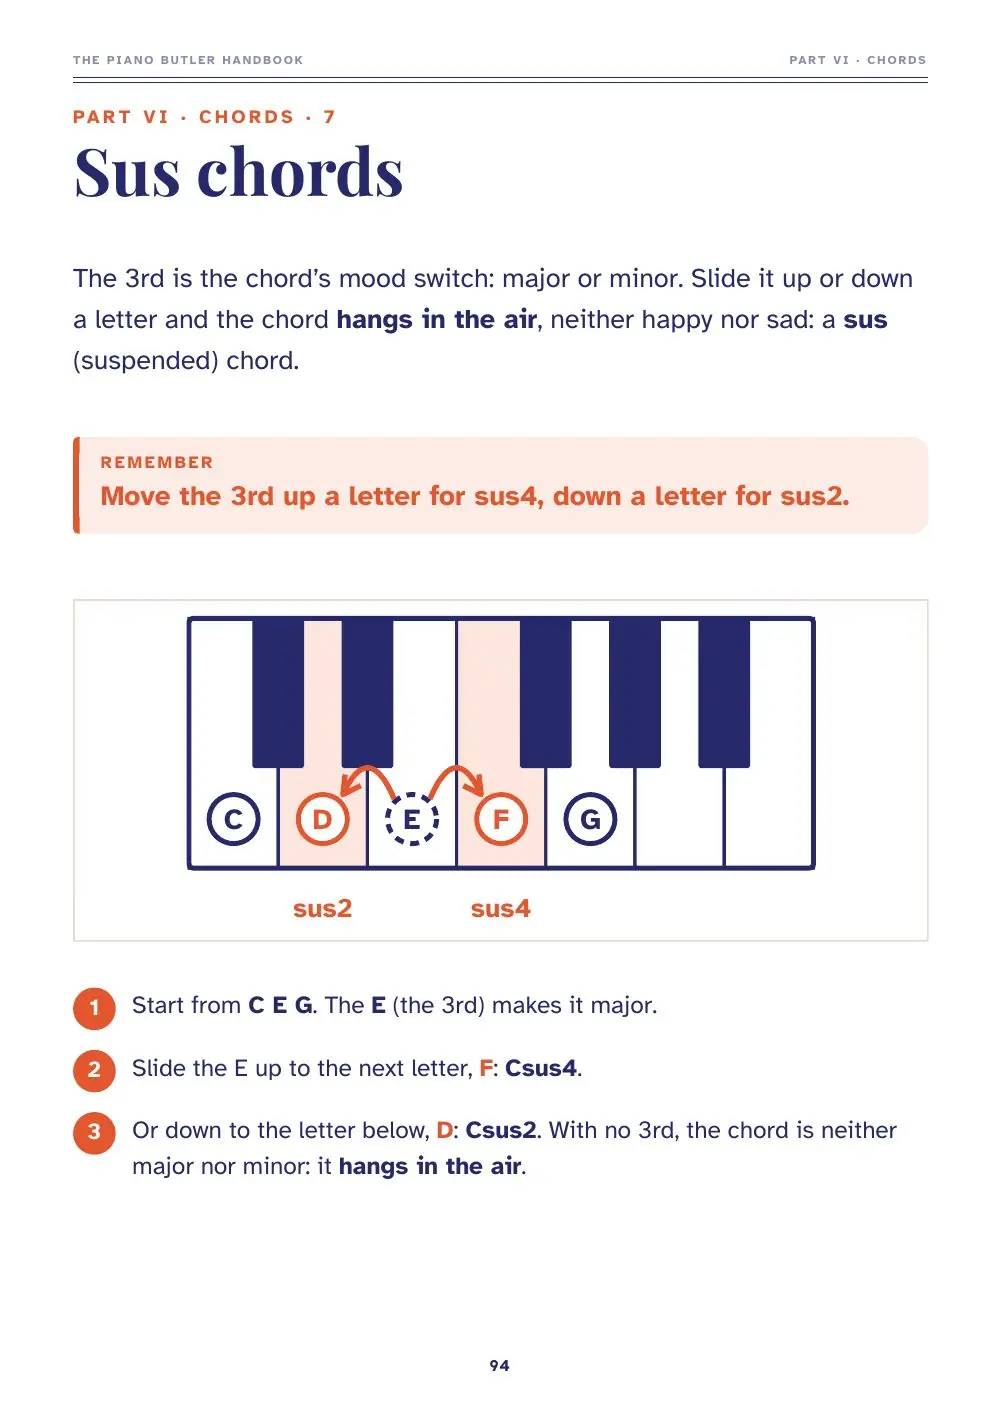 THE PIANO BUTLER HANDBOOK
PART VI · CHORDS
PART VI · CHORDS · 7
Sus chords
The 3rd is the chord’s mood switch: major or minor. Slide it up or down
a letter and the chord hangs in the air, neither happy nor sad: a sus
(suspended) chord.
REMEMBER
Move the 3rd up a letter for sus4, down a letter for sus2.
C D E F G
sus2 sus4
1 Start from C E G. The E (the 3rd) makes it major.
2 Slide the E up to the next letter, F: Csus4.
3 Or down to the letter below, D: Csus2. With no 3rd, the chord is neither
major nor minor: it hangs in the air.
94